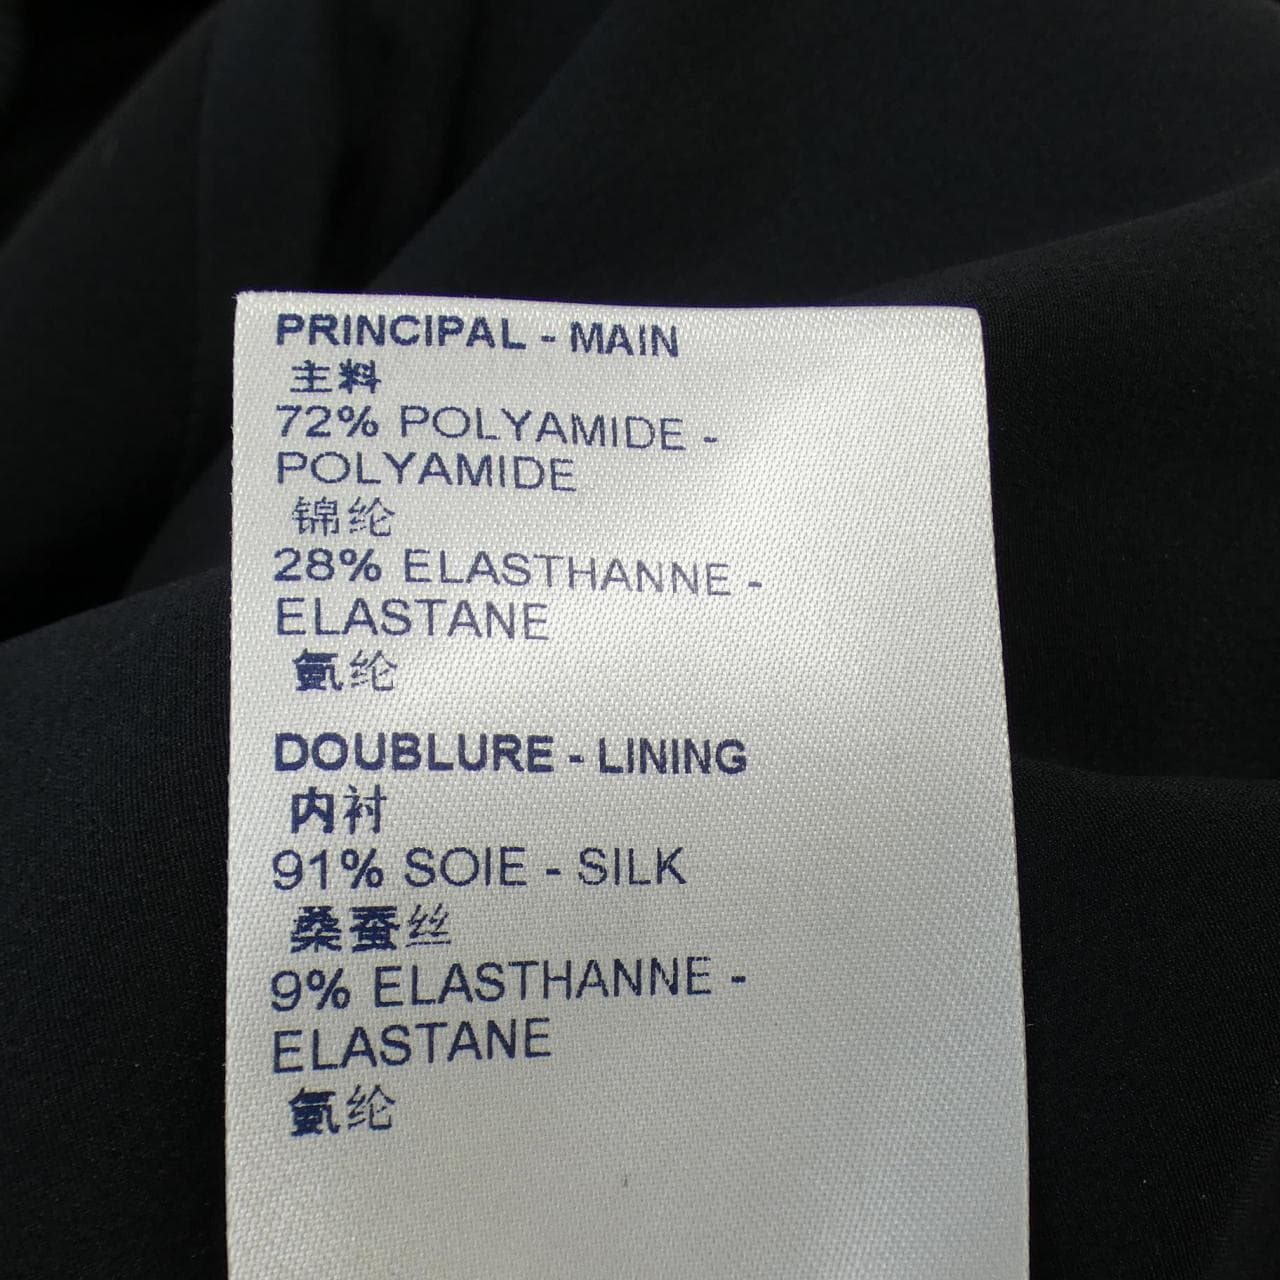 PRINCIPAL - MAIN
主料
72% POLYAMIDE -
POLYAMIDE
锦纶
28% ELASTHANNE -
ELASTANE
氨纶
DOUBLURE - LINING
内衬
91% SOIE - SILK
桑蚕丝
9% ELASTHANNE -
ELASTANE
氨纶